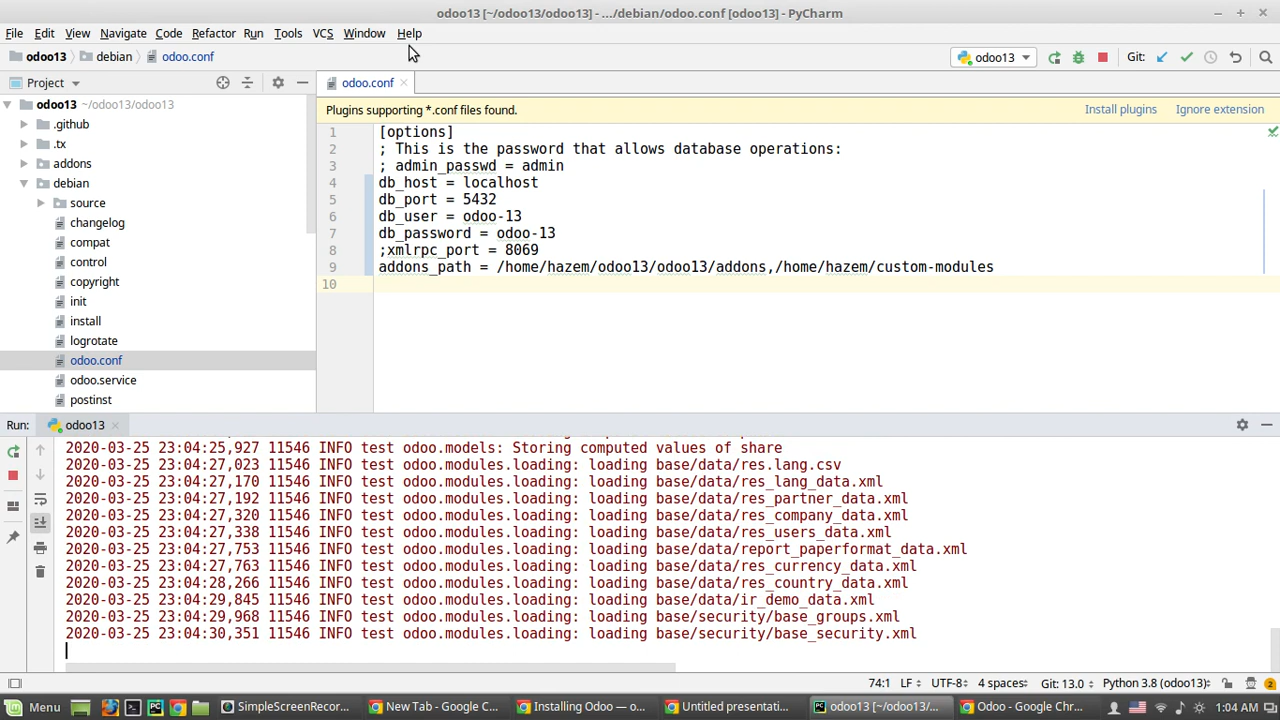 odoo13 [~/odoo13/odoo13] - .../debian/odoo.conf [odoo13] - PyCharm
File Edit View Navigate Code Refactor Run Tools VCS Window Help
odoo13 debian odoo.conf odoo13 Git:
Project odoo.conf
Plugins supporting *.conf files found. Install plugins Ignore extension
odoo13 ~/odoo13/odoo13
.github
.tx
addons
debian
source
changelog
compat
control
copyright
init
install
logrotate
odoo.conf
odoo.service
postinst
1 [options]
2 ; This is the password that allows database operations:
3 ; admin_passwd = admin
4 db_host = localhost
5 db_port = 5432
6 db_user = odoo-13
7 db_password = odoo-13
8 ;xmlrpc_port = 8069
9 addons_path = /home/hazem/odoo13/odoo13/addons,/home/hazem/custom-modules
10
Run: odoo13
2020-03-25 23:04:25,927 11546 INFO test odoo.models: Storing computed values of share
2020-03-25 23:04:27,023 11546 INFO test odoo.modules.loading: loading base/data/res.lang.csv
2020-03-25 23:04:27,170 11546 INFO test odoo.modules.loading: loading base/data/res_lang_data.xml
2020-03-25 23:04:27,192 11546 INFO test odoo.modules.loading: loading base/data/res_partner_data.xml
2020-03-25 23:04:27,320 11546 INFO test odoo.modules.loading: loading base/data/res_company_data.xml
2020-03-25 23:04:27,338 11546 INFO test odoo.modules.loading: loading base/data/res_users_data.xml
2020-03-25 23:04:27,753 11546 INFO test odoo.modules.loading: loading base/data/report_paperformat_data.xml
2020-03-25 23:04:27,763 11546 INFO test odoo.modules.loading: loading base/data/res_currency_data.xml
2020-03-25 23:04:28,266 11546 INFO test odoo.modules.loading: loading base/data/res_country_data.xml
2020-03-25 23:04:29,845 11546 INFO test odoo.modules.loading: loading base/data/ir_demo_data.xml
2020-03-25 23:04:29,968 11546 INFO test odoo.modules.loading: loading base/security/base_groups.xml
2020-03-25 23:04:30,351 11546 INFO test odoo.modules.loading: loading base/security/base_security.xml
74:1 LF UTF-8 4 spaces Git: 13.0 Python 3.8 (odoo13) 2
Menu SimpleScreenRecor... New Tab - Google C... Installing Odoo — o... Untitled presentatio... odoo13 [~/odoo13/... Odoo - Google Chr... 1:04 AM